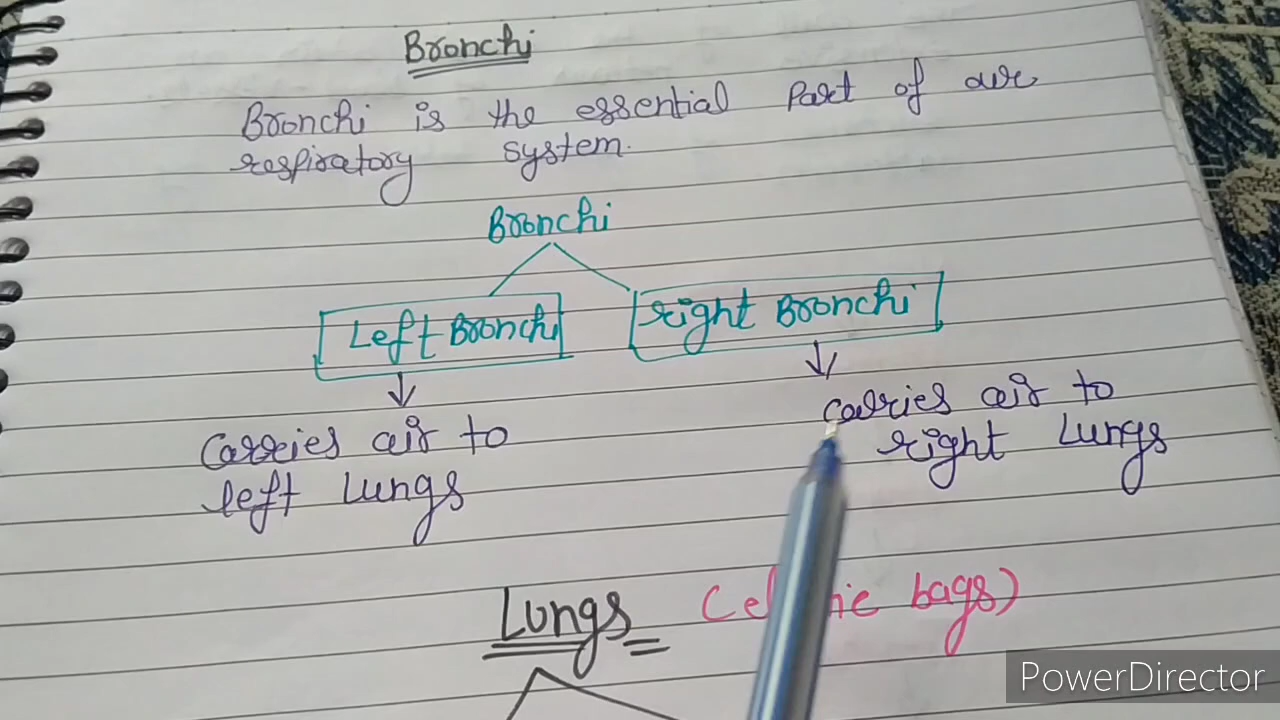 Bronchi
Bronchi is the essential Part of our
respiratory system.
Bronchi
Left Bronchi
right Bronchi
carries air to
right Lungs
Carries air to
left Lungs
Lungs bags)
PowerDirector